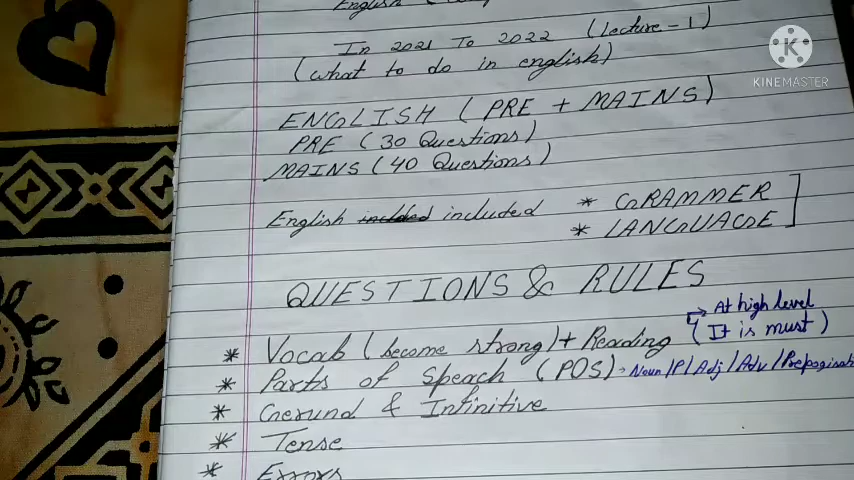 English
In 2021 To 2022 (lecture - 1)
(what to do in english)
KINEMASTER
ENGLISH (PRE + MAINS)
PRE (30 Questions)
MAINS (40 Questions)
English included included * GRAMMER
* LANGUAGE
QUESTIONS & RULES
At high level
* Vocab (become strong) + Reading (It is must)
* Parts of Speach (POS) → Noun/P/Adj/Adv/
* Gerund & Infinitive
* Tense
* Errors